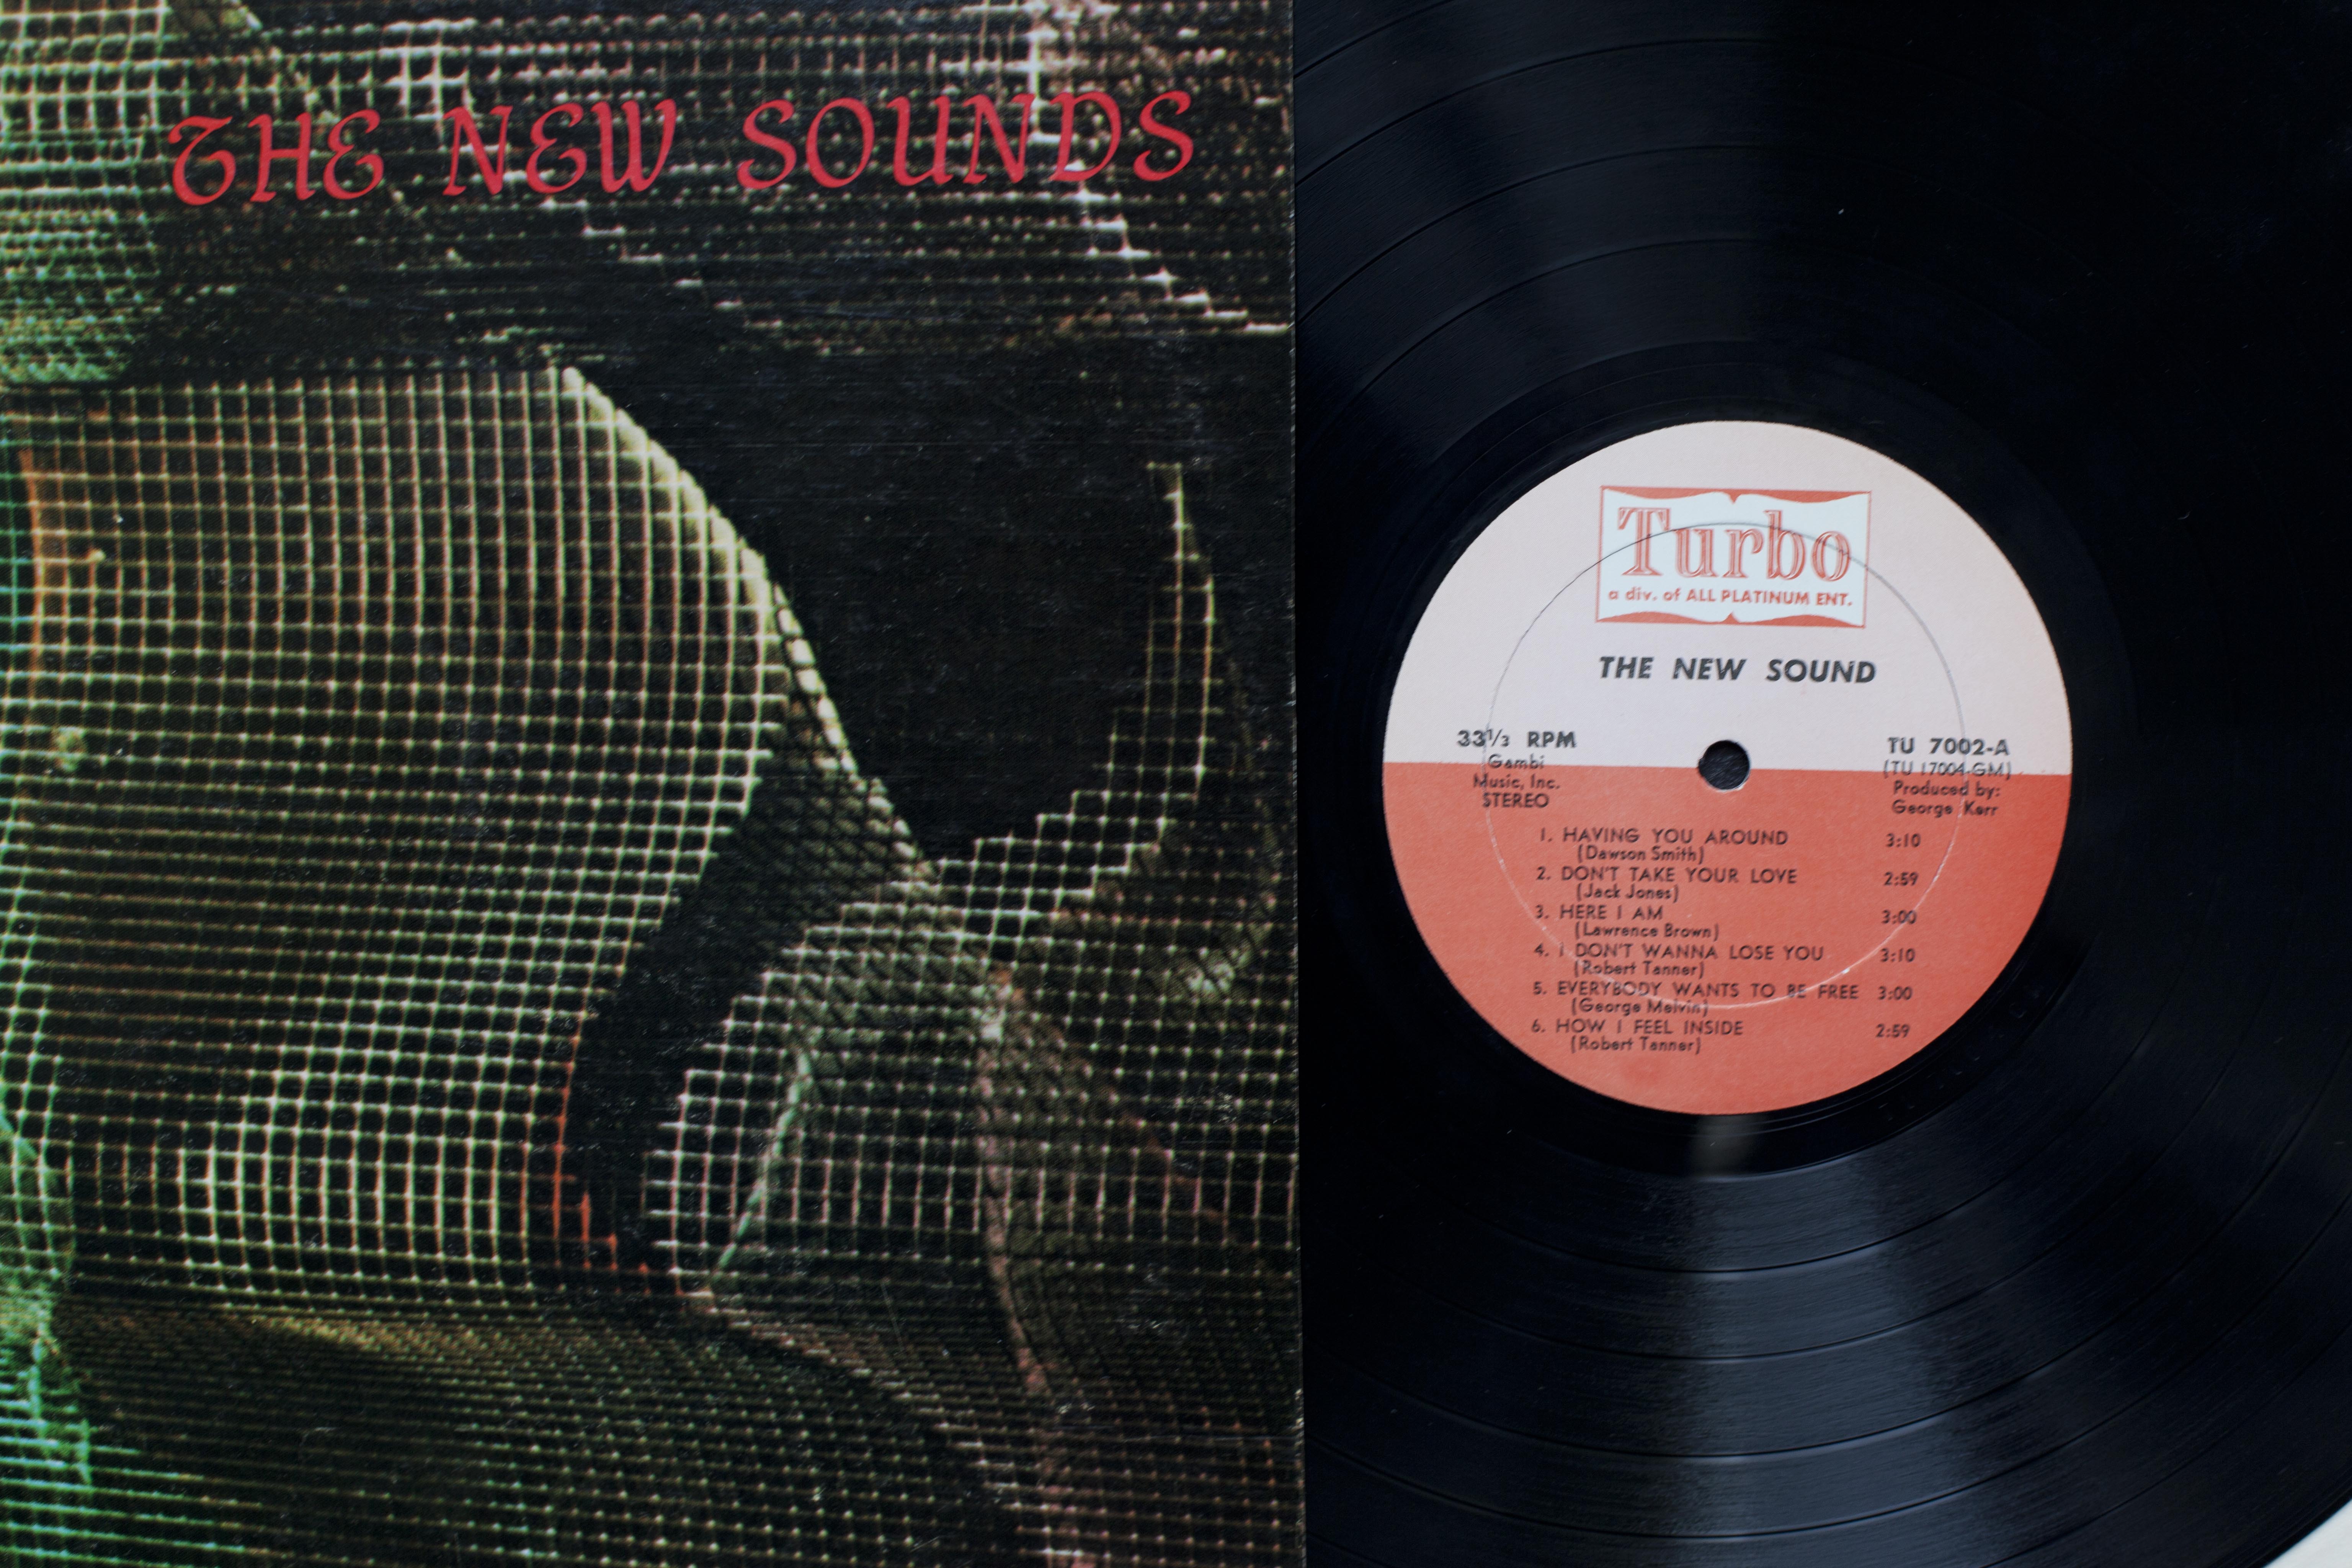 THE NEW SOUNDS
Turbo
a div. of ALL PLATINUM ENT.
THE NEW SOUND
33⅓ RPM
Gambi
Music, Inc.
STEREO
TU 7002-A
(TU 17004-GM)
Produced by:
George Kerr
1. HAVING YOU AROUND 3:10
(Dawson Smith)
2. DON'T TAKE YOUR LOVE 2:59
(Jack Jones)
3. HERE I AM 3:00
(Lawrence Brown)
4. I DON'T WANNA LOSE YOU 3:10
(Robert Tanner)
5. EVERYBODY WANTS TO BE FREE 3:00
(George Melvin)
6. HOW I FEEL INSIDE 2:59
(Robert Tanner)